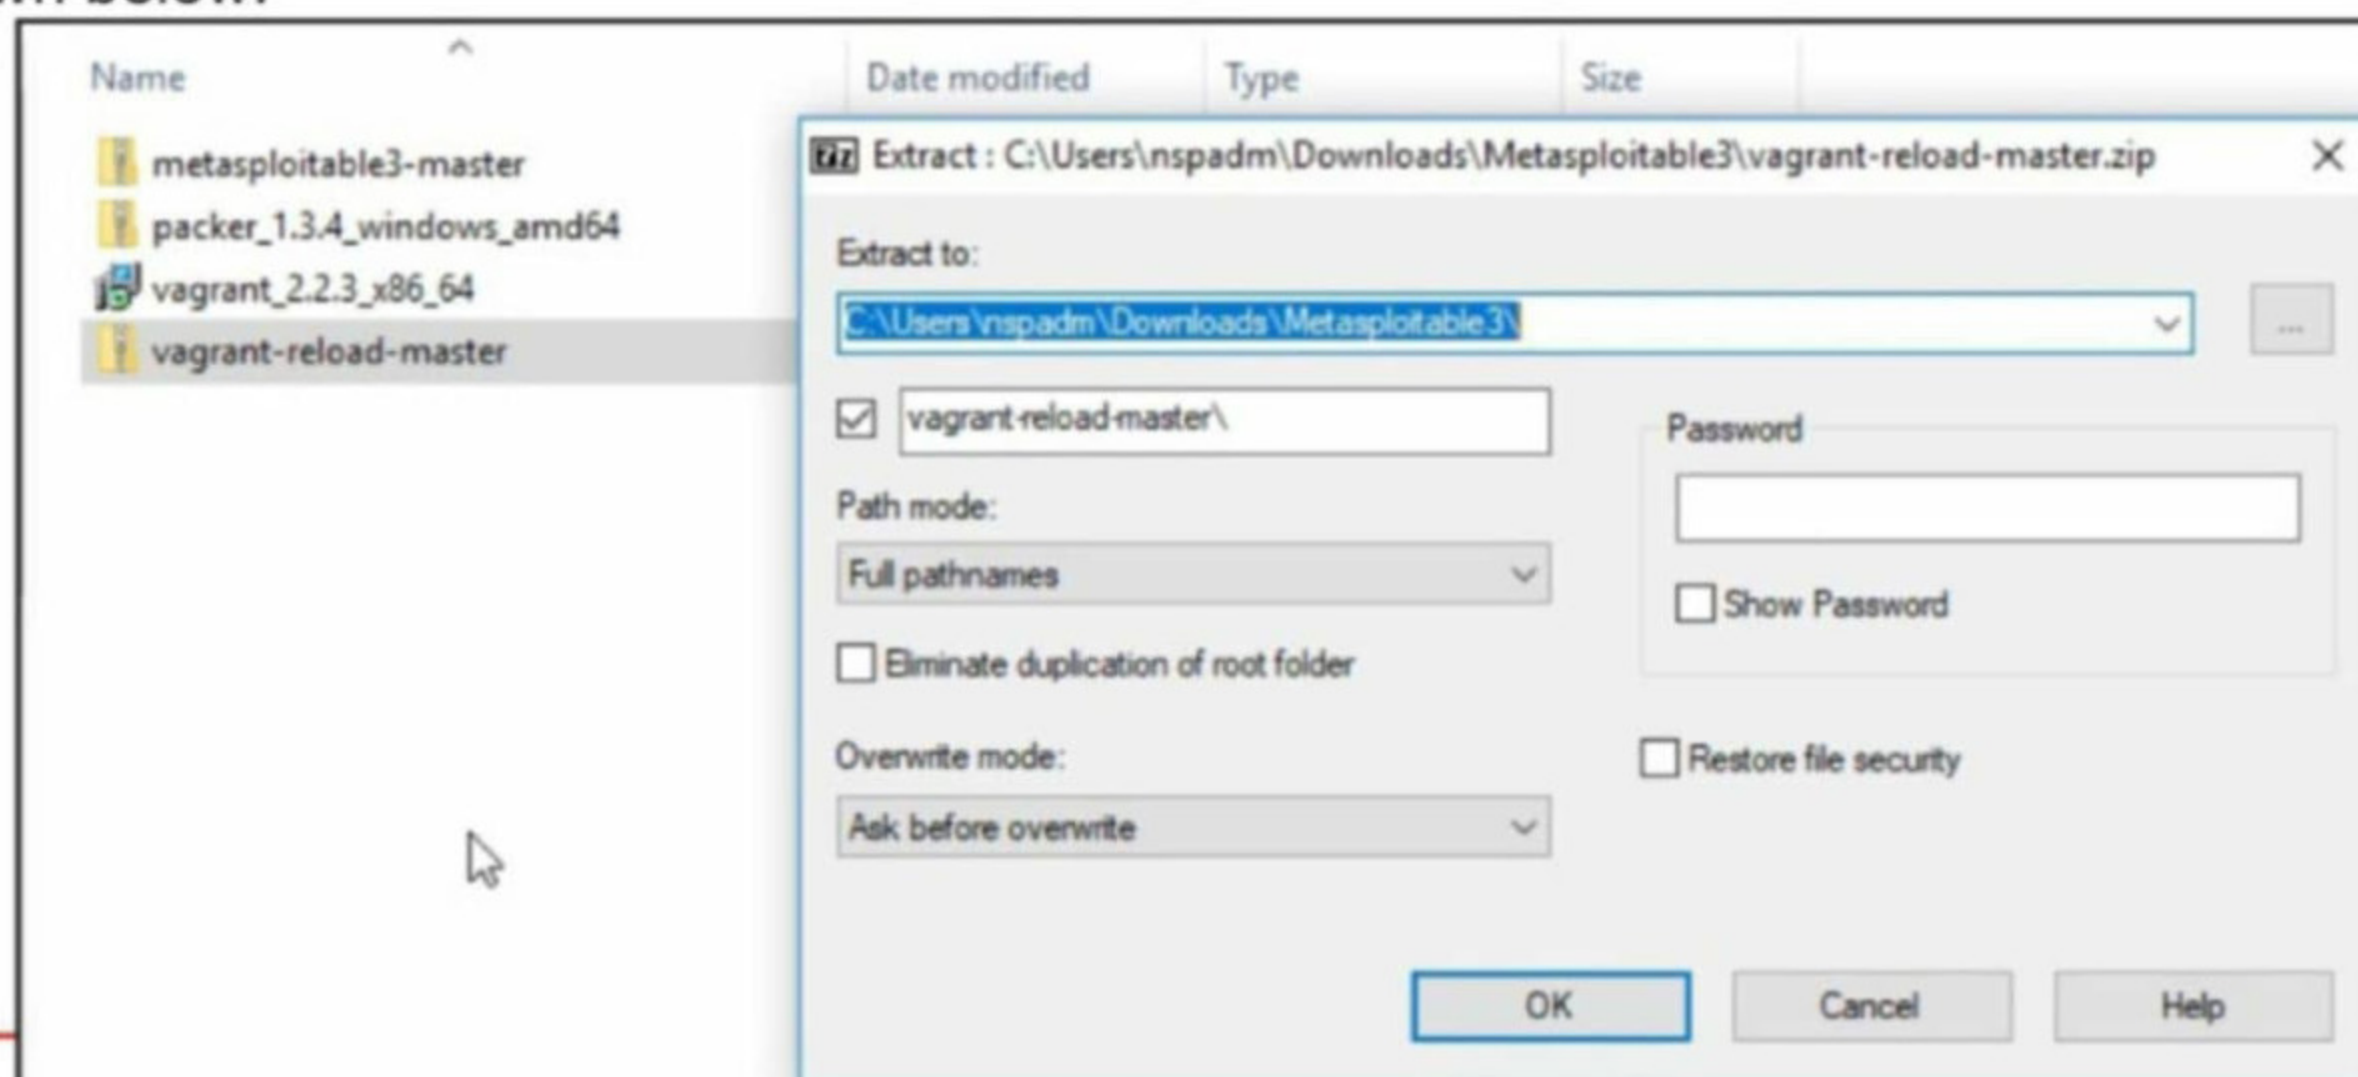 Name Date modified Type Size
metasploitable3-master
packer_1.3.4_windows_amd64
vagrant_2.2.3_x86_64
vagrant-reload-master
Extract : C:\Users\nspadm\Downloads\Metasploitable3\vagrant-reload-master.zip
Extract to:
C:\Users\nspadm\Downloads\Metasploitable3\
...
vagrant-reload-master\
Password
Path mode:
Full pathnames
Show Password
Eliminate duplication of root folder
Overwrite mode:
Restore file security
Ask before overwrite
OK Cancel Help